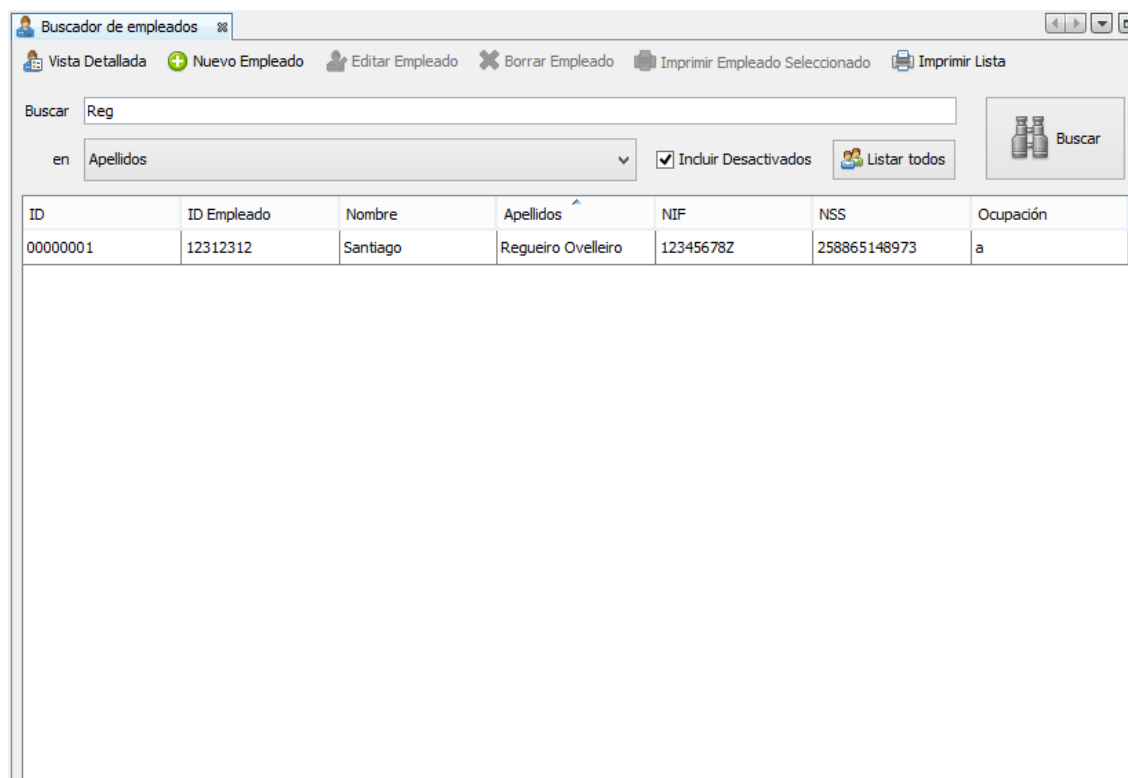 Buscador de empleados
Vista Detallada Nuevo Empleado Editar Empleado Borrar Empleado Imprimir Empleado Seleccionado Imprimir Lista
Buscar Reg
Buscar
en Apellidos Incluir Desactivados Listar todos
ID ID Empleado Nombre Apellidos NIF NSS Ocupación
00000001 12312312 Santiago Regueiro Ovelleiro 12345678Z 258865148973 a